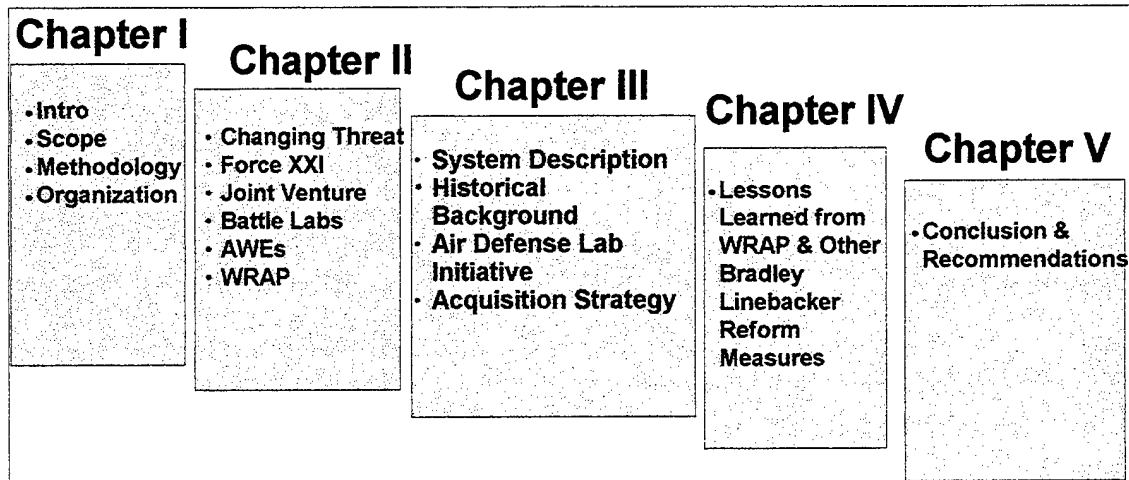 Chapter I
• Intro
• Scope
• Methodology
• Organization
Chapter II
• Changing Threat
• Force XXI
• Joint Venture
• Battle Labs
• AWEs
• WRAP
Chapter III
• System Description
• Historical
Background
• Air Defense Lab
Initiative
• Acquisition Strategy
Chapter IV
• Lessons
Learned from
WRAP & Other
Bradley
Linebacker
Reform
Measures
Chapter V
• Conclusion &
Recommendations